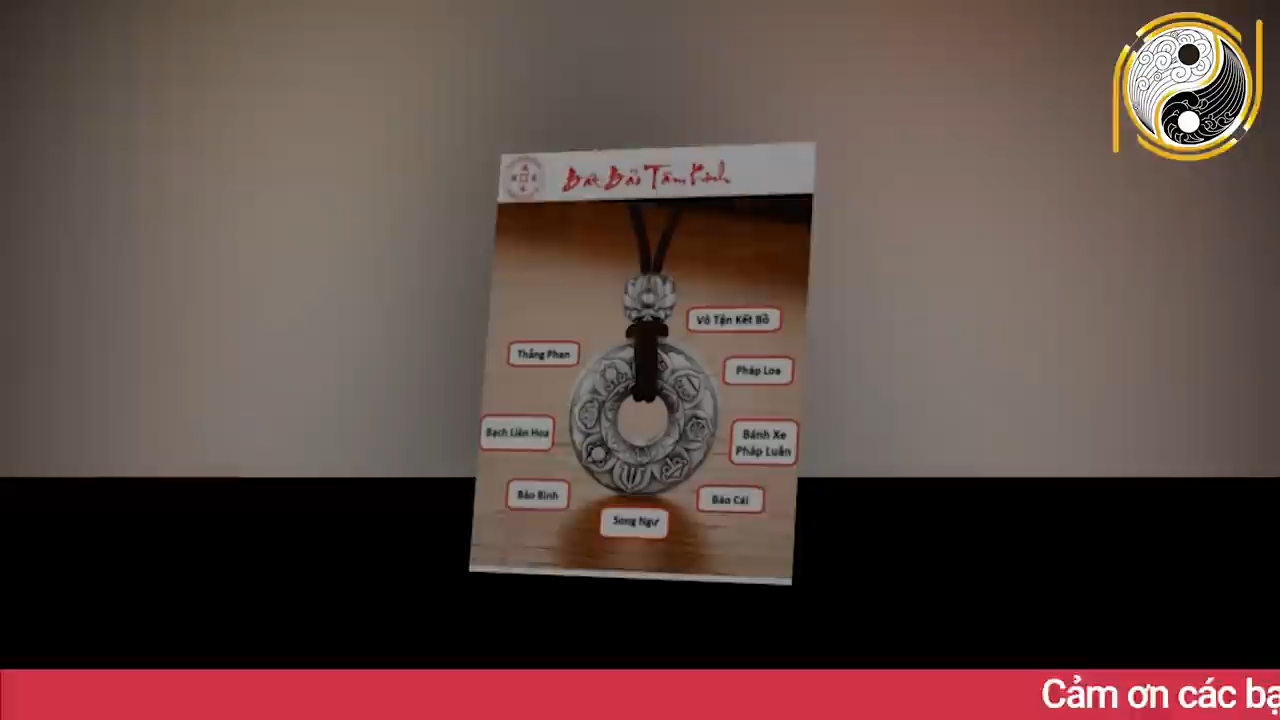 Bát Bảo Tâm Kinh
Vô Tận Kết Bồ
Thắng Phan
Pháp Loa
Bạch Liên Hoa
Bánh Xe
Pháp Luân
Bảo Bình
Bảo Cái
Song Ngư
Cảm ơn các bạ